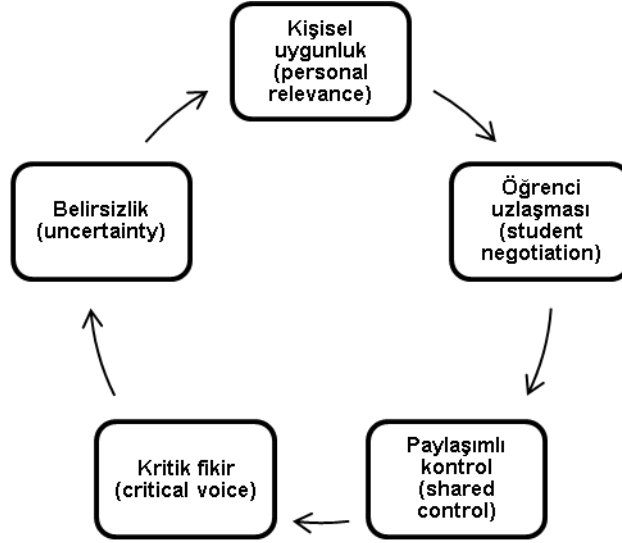 Kişisel
uygunluk
(personal
relevance)
Öğrenci
uzlaşması
(student
negotiation)
Paylaşımlı
kontrol
(shared
control)
Kritik fikir
(critical voice)
Belirsizlik
(uncertainty)